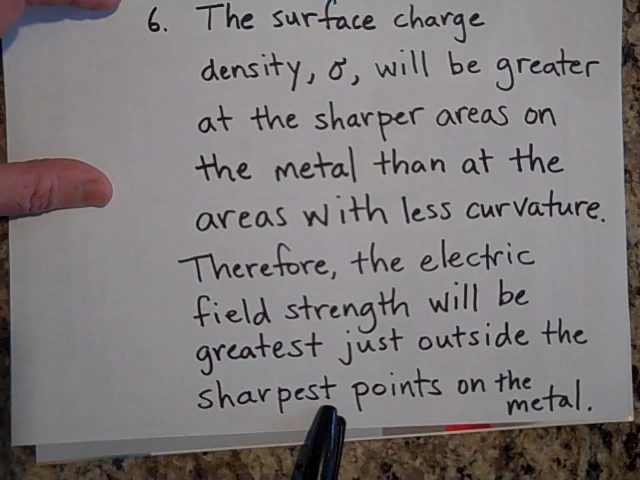 6. The surface charge
density, σ, will be greater
at the sharper areas on
the metal than at the
areas with less curvature.
Therefore, the electric
field strength will be
greatest just outside the
sharpest points on the
metal.